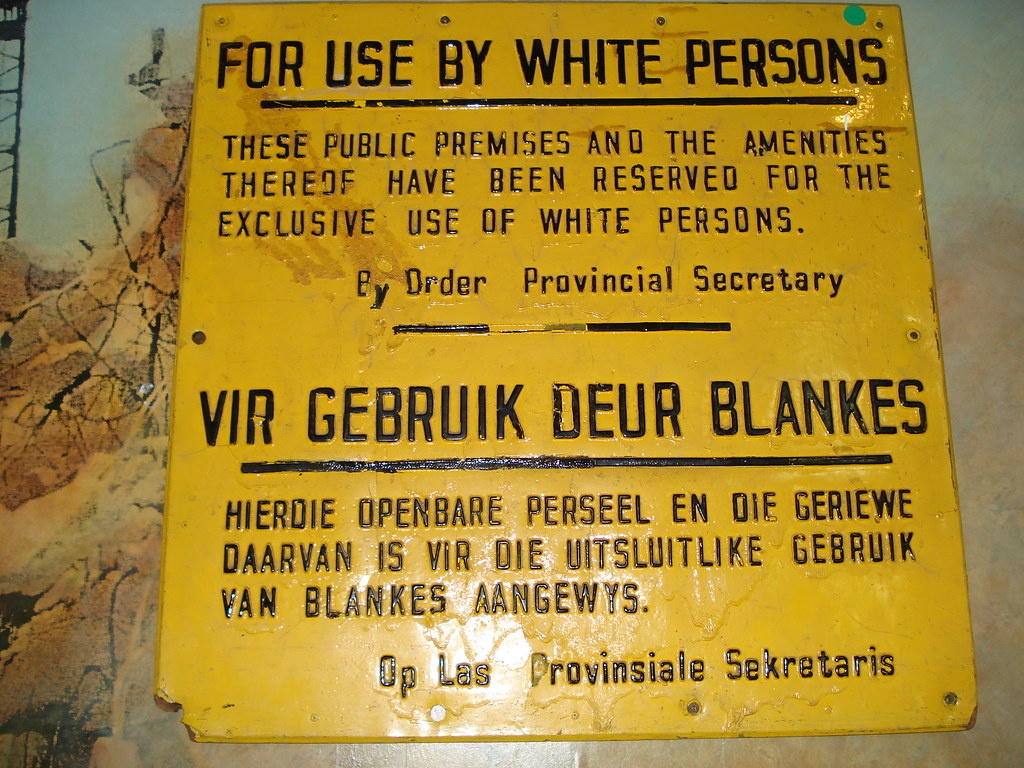 FOR USE BY WHITE PERSONS
THESE PUBLIC PREMISES AND THE AMENITIES
THEREOF HAVE BEEN RESERVED FOR THE
EXCLUSIVE USE OF WHITE PERSONS.
By Order Provincial Secretary
VIR GEBRUIK DEUR BLANKES
HIERDIE OPENBARE PERSEEL EN DIE GERIEWE
DAARVAN IS VIR DIE UITSLUITLIKE GEBRUIK
VAN BLANKES AANGEWYS.
Op Las Provinsiale Sekretaris